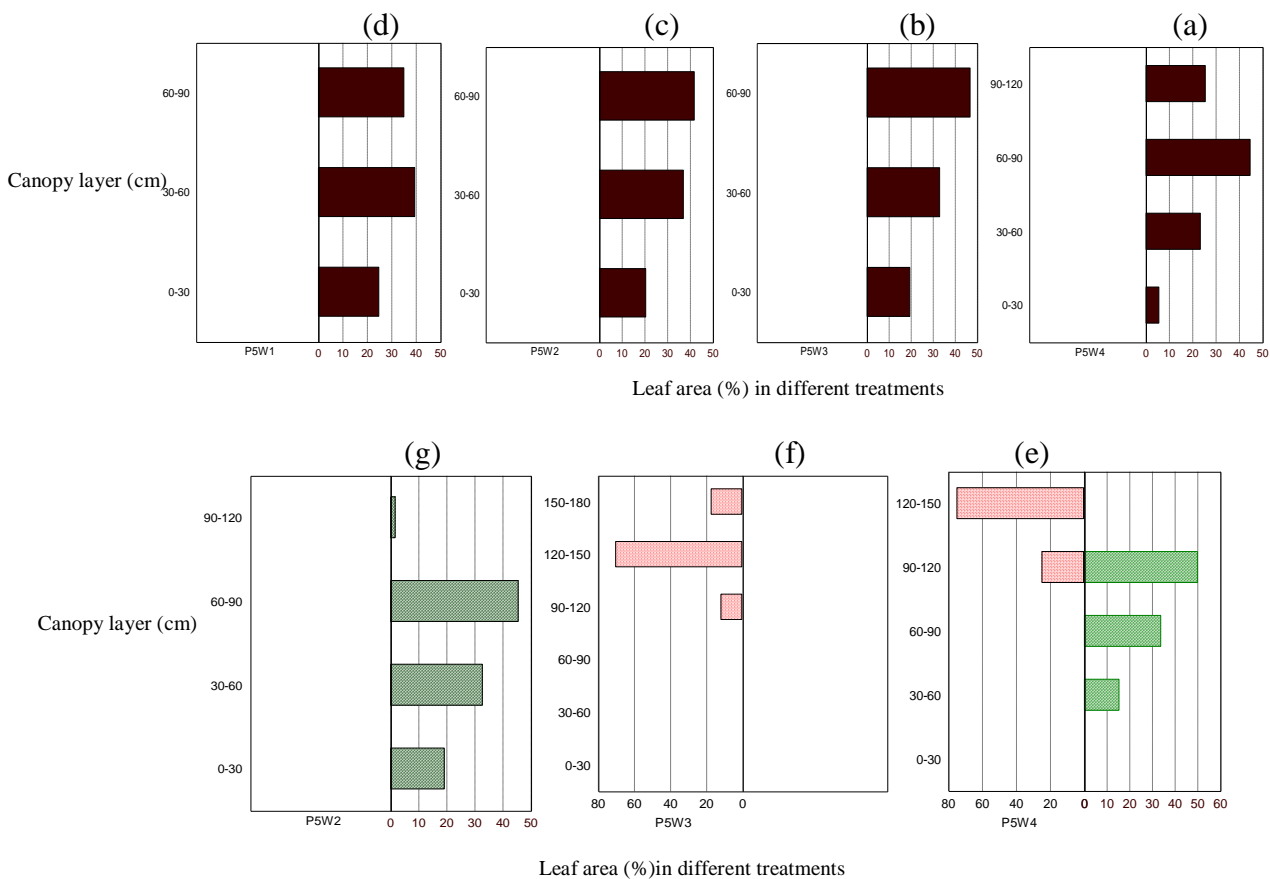 (d) (c) (b) (a)
60-90
30-60
0-30
P5W1 0 10 20 30 40 50
60-90
30-60
0-30
P5W2 0 10 20 30 40 50
60-90
30-60
0-30
P5W3 0 10 20 30 40 50
90-120
60-90
30-60
0-30
P5W4 0 10 20 30 40 50
Canopy layer (cm)
Leaf area (%) in different treatments
(g) (f) (e)
90-120
60-90
30-60
0-30
P5W2 0 10 20 30 40 50
150-180
120-150
90-120
60-90
30-60
0-30
80 60 40 20 0
P5W3
120-150
90-120
60-90
30-60
0-30
80 60 40 20 0 0 10 20 30 40 50 60
P5W4
Canopy layer (cm)
Leaf area (%)in different treatments